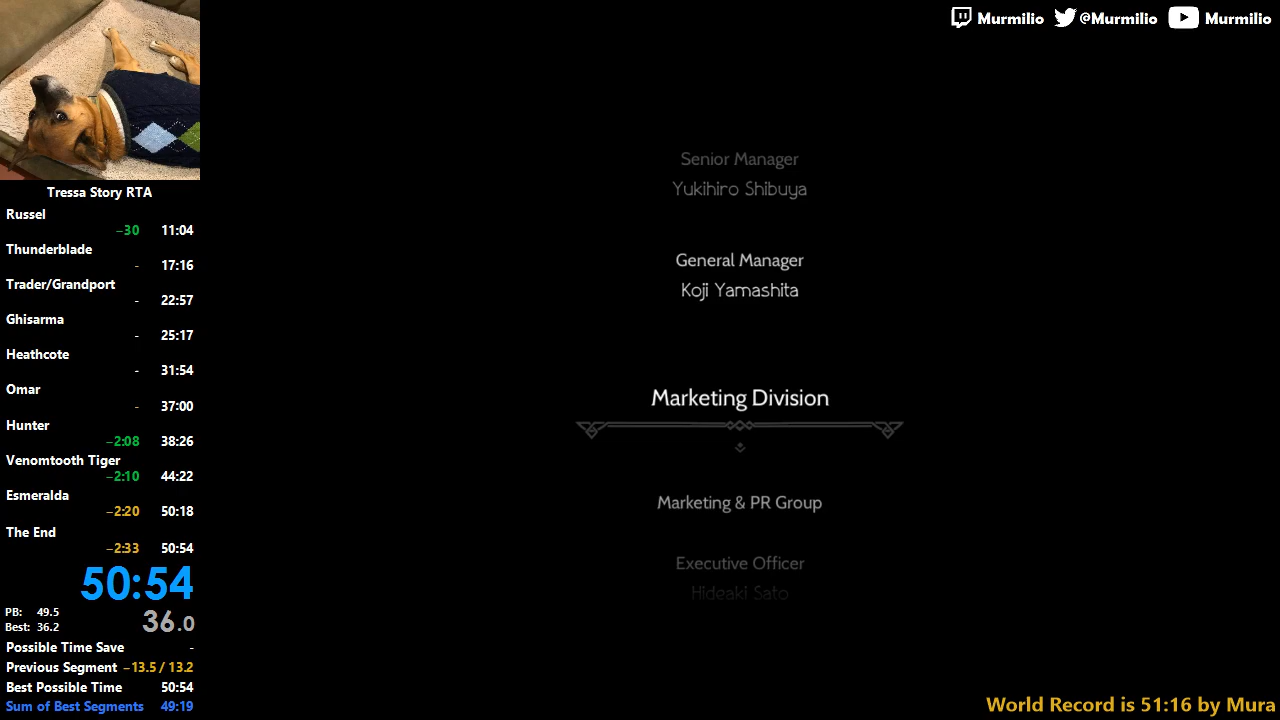 Murmilio @Murmilio Murmilio
Senior Manager
Yukihiro Shibuya
General Manager
Koji Yamashita
Marketing Division
Marketing & PR Group
Executive Officer
Hideaki Sato
Tressa Story RTA
Russel
−30 11:04
Thunderblade
- 17:16
Trader/Grandport
- 22:57
Ghisarma
- 25:17
Heathcote
- 31:54
Omar
- 37:00
Hunter
−2:08 38:26
Venomtooth Tiger
−2:10 44:22
Esmeralda
−2:20 50:18
The End
−2:33 50:54
50:54
PB: 49.5
Best: 36.2
36.0
Possible Time Save -
Previous Segment −13.5 / 13.2
Best Possible Time 50:54
Sum of Best Segments 49:19
World Record is 51:16 by Mura